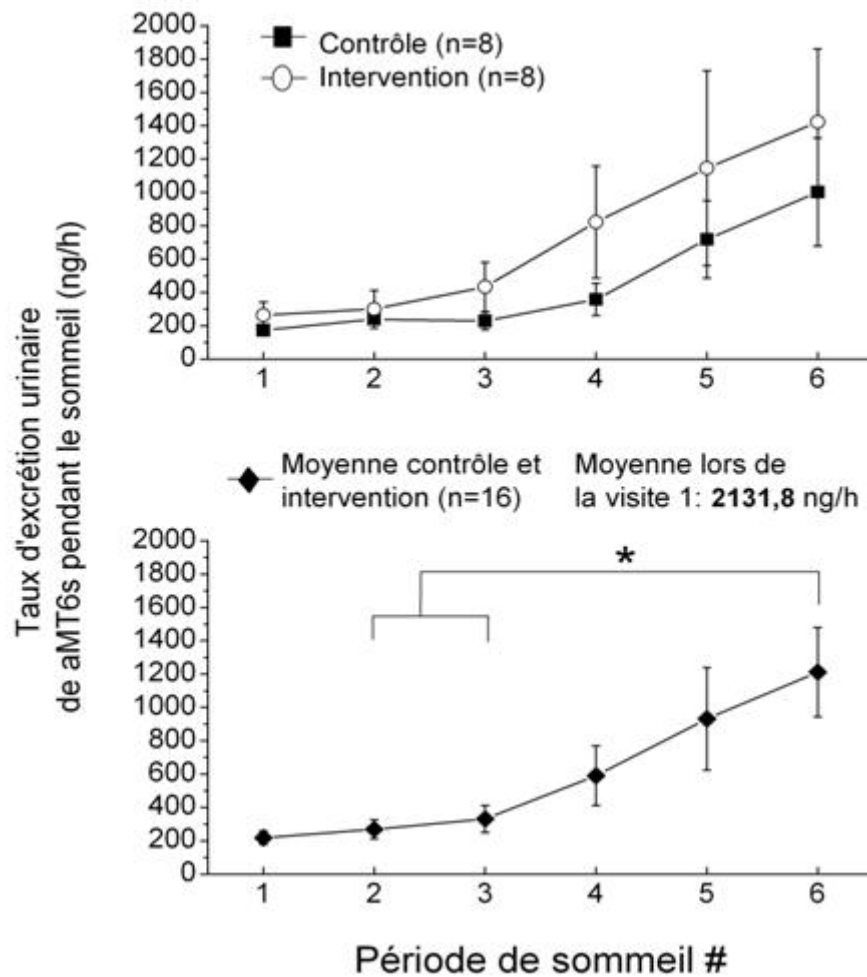 Taux d'excrétion urinaire
de aMT6s pendant le sommeil (ng/h)
2000
1800
1600
1400
1200
1000
800
600
400
200
0
Contrôle (n=8)
Intervention (n=8)
1 2 3 4 5 6
Moyenne contrôle et
intervention (n=16)
Moyenne lors de
la visite 1: 2131,8 ng/h
2000
1800
1600
1400
1200
1000
800
600
400
200
0
*
1 2 3 4 5 6
Période de sommeil #